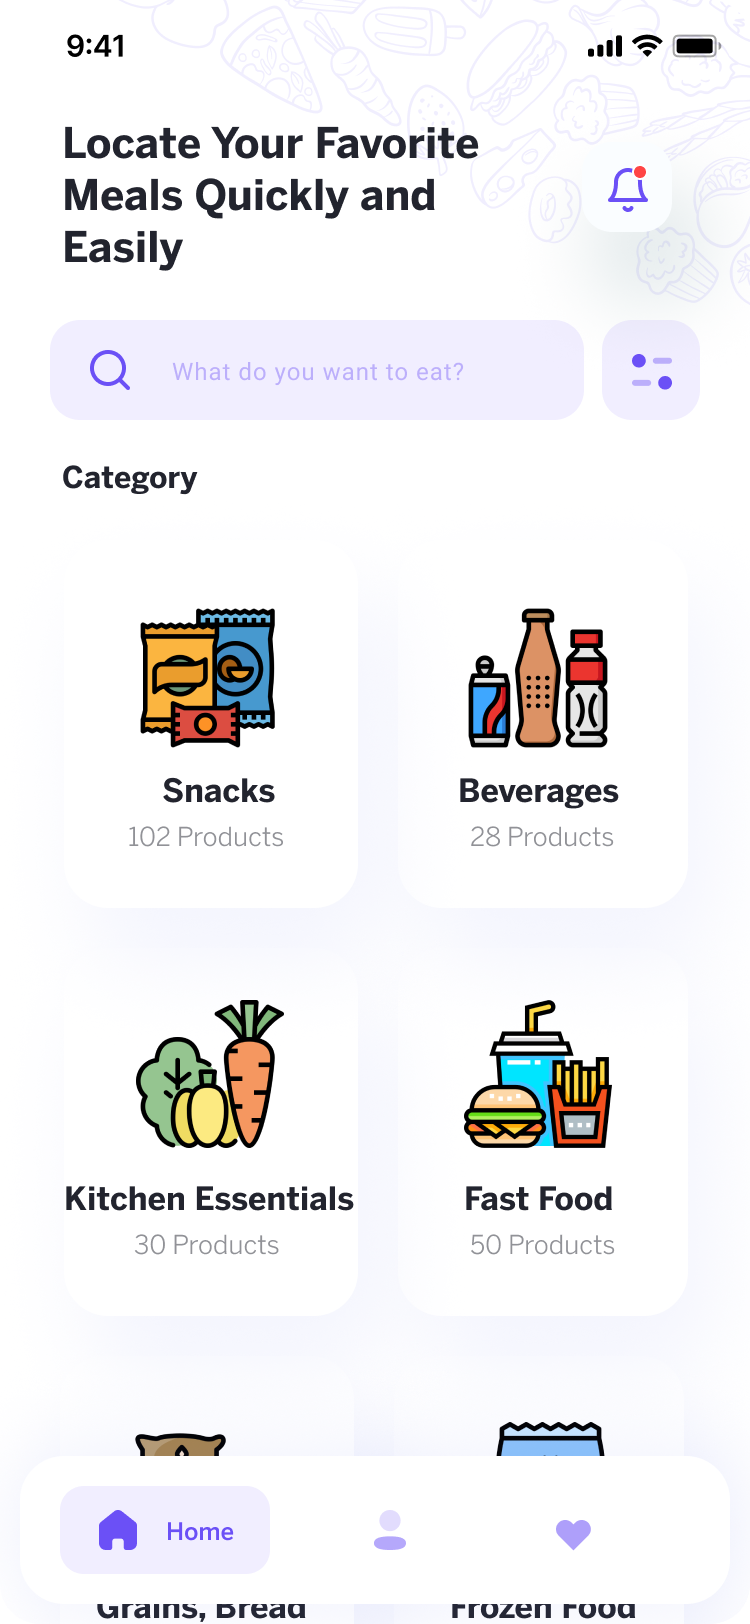 9:41
Locate Your Favorite
Meals Quickly and
Easily
What do you want to eat?
Category
Snacks
Beverages
102 Products
28 Products
Kitchen Essentials
Fast Food
30 Products
50 Products
Home
Grains, Bread
Frozen Food